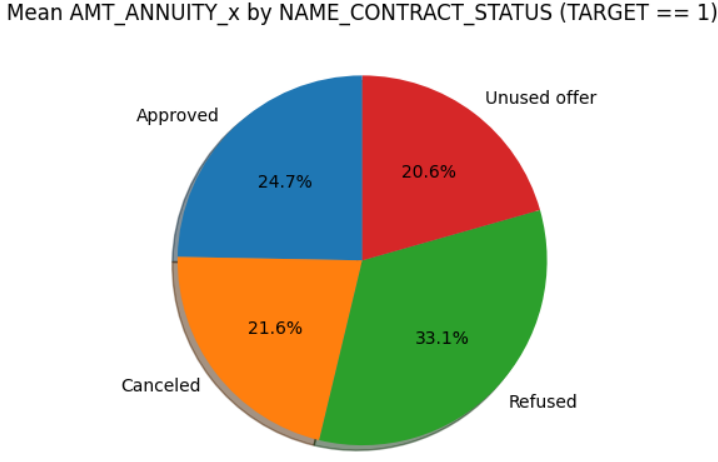 Mean AMT_ANNUITY_x by NAME_CONTRACT_STATUS (TARGET == 1)
Unused offer
Approved
20.6%
24.7%
21.6%
33.1%
Canceled
Refused